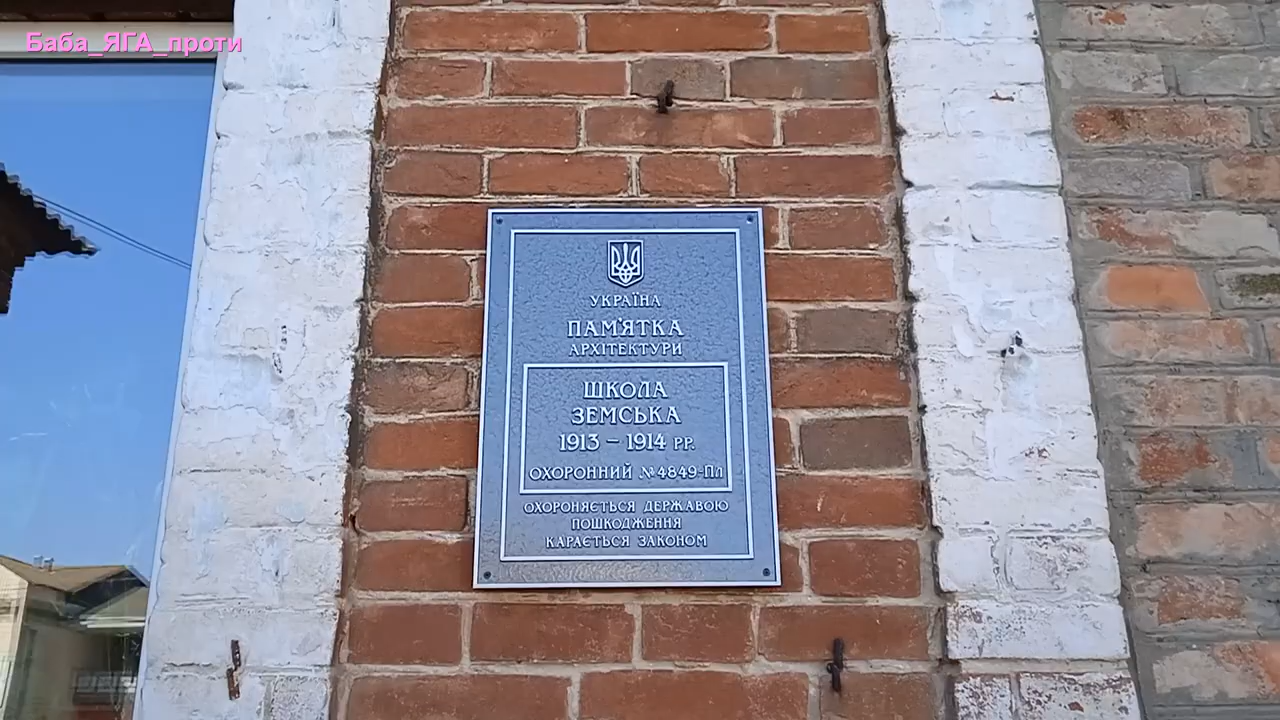 Баба_ЯГА_проти
УКРАЇНА
ПАМ'ЯТКА
АРХІТЕКТУРИ
ШКОЛА
ЗЕМСЬКА
1913 – 1914 РР.
ОХОРОННИЙ №4849-Пл
ОХОРОНЯЄТЬСЯ ДЕРЖАВОЮ
ПОШКОДЖЕННЯ
КАРАЄТЬСЯ ЗАКОНОМ